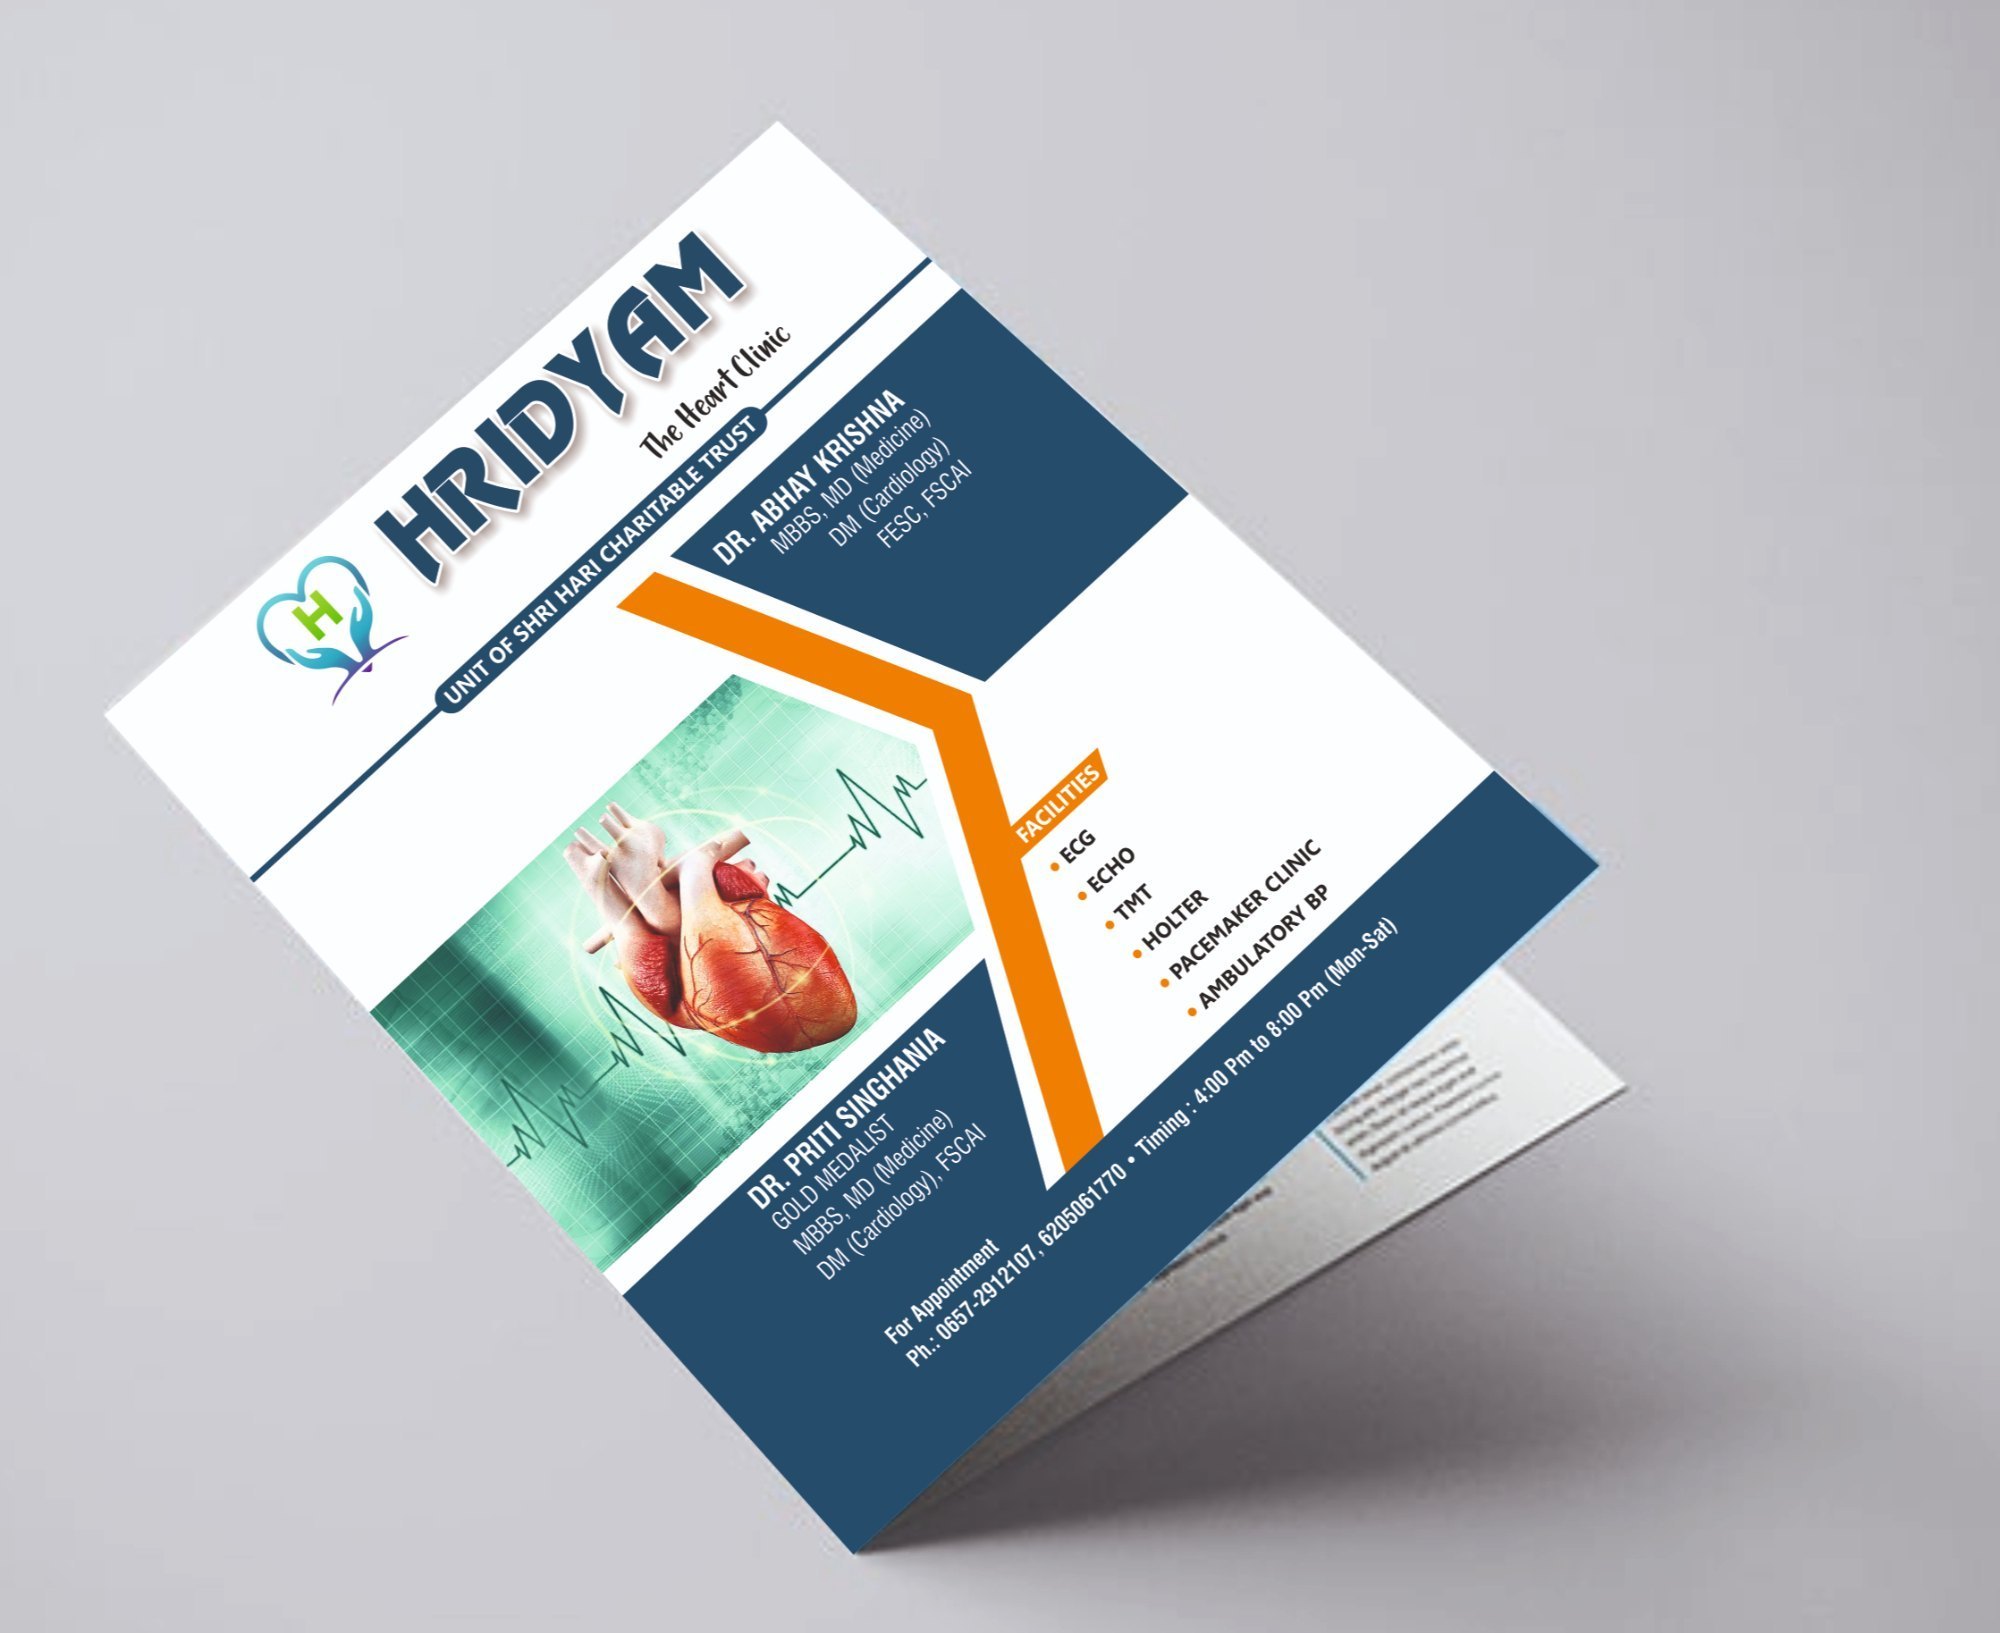 H
HRIDYAM
The Heart Clinic
UNIT OF SHRI HARI CHARITABLE TRUST
DR. ABHAY KRISHNA
MBBS, MD (Medicine)
DM (Cardiology)
FESC, FSCAI
FACILITIES
• ECG
• ECHO
• TMT
• HOLTER
• PACEMAKER CLINIC
• AMBULATORY BP
DR. PRITI SINGHANIA
GOLD MEDALIST
MBBS, MD (Medicine)
DM (Cardiology), FSCAI
For Appointment
Ph.: 0657-2912107, 6205061770 • Timing : 4:00 Pm to 8:00 Pm (Mon-Sat)